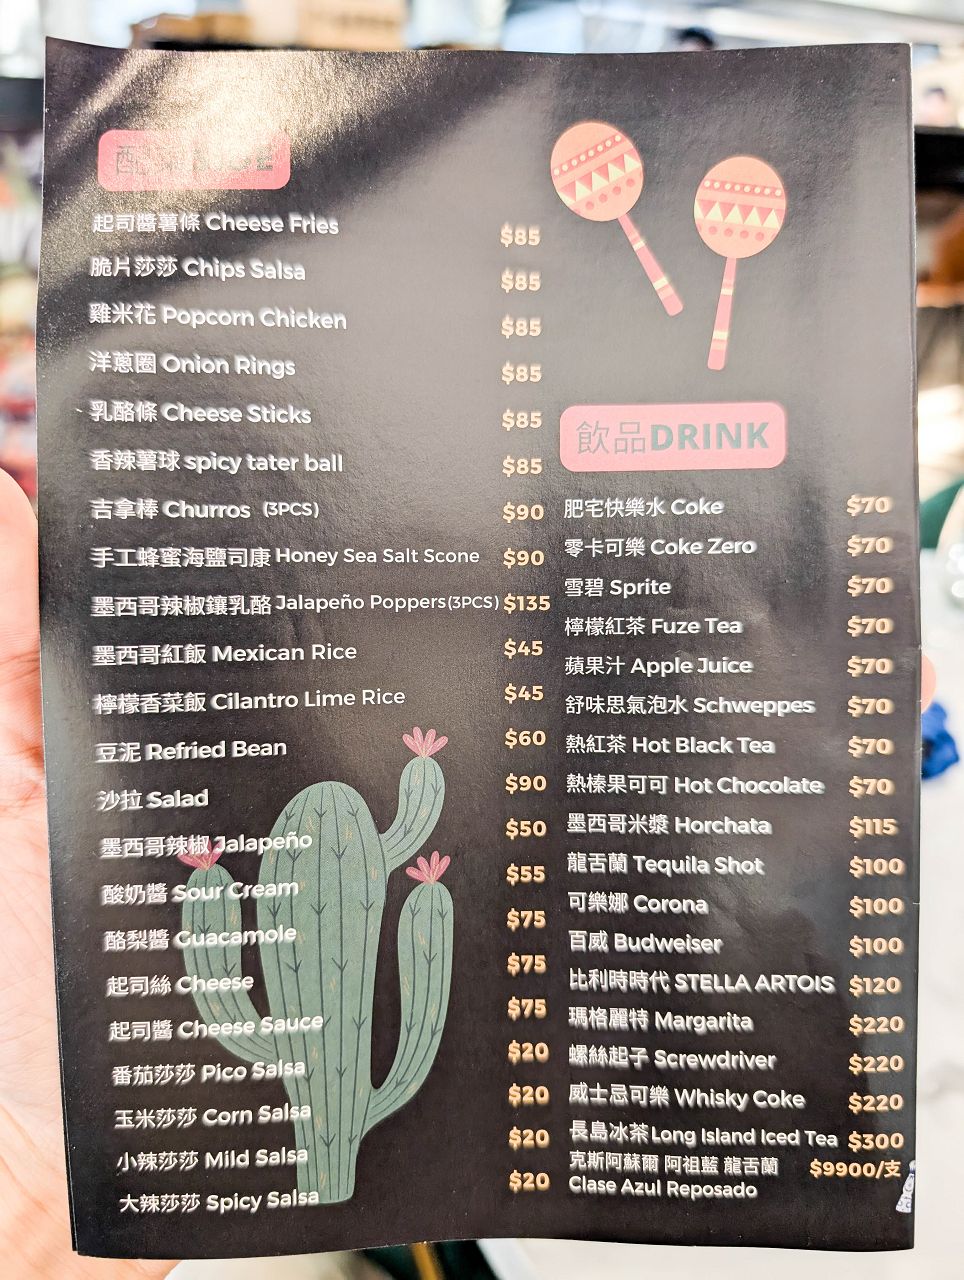 起司醬薯條 Cheese Fries $85
脆片莎莎 Chips Salsa $85
雞米花 Popcorn Chicken $85
洋蔥圈 Onion Rings $85
乳酪條 Cheese Sticks $85
香辣薯球 spicy tater ball $85
吉拿棒 Churros (3PCS) $90
手工蜂蜜海鹽司康 Honey Sea Salt Scone $90
墨西哥辣椒鑲乳酪 Jalapeño Poppers(3PCS) $135
墨西哥紅飯 Mexican Rice $45
檸檬香菜飯 Cilantro Lime Rice $45
豆泥 Refried Bean $60
沙拉 Salad $90
墨西哥辣椒 Jalapeño $50
酸奶醬 Sour Cream $55
酪梨醬 Guacamole $75
起司絲 Cheese $75
起司醬 Cheese Sauce $75
番茄莎莎 Pico Salsa $20
玉米莎莎 Corn Salsa $20
小辣莎莎 Mild Salsa $20
大辣莎莎 Spicy Salsa $20
飲品DRINK
肥宅快樂水 Coke $70
零卡可樂 Coke Zero $70
雪碧 Sprite $70
檸檬紅茶 Fuze Tea $70
蘋果汁 Apple Juice $70
舒味思氣泡水 Schweppes $70
熱紅茶 Hot Black Tea $70
熱榛果可可 Hot Chocolate $70
墨西哥米漿 Horchata $115
龍舌蘭 Tequila Shot $100
可樂娜 Corona $100
百威 Budweiser $100
比利時時代 STELLA ARTOIS $120
瑪格麗特 Margarita $220
螺絲起子 Screwdriver $220
威士忌可樂 Whisky Coke $220
長島冰茶 Long Island Iced Tea $300
克斯阿蘇爾 阿祖藍 龍舌蘭 $9900/支
Clase Azul Reposado